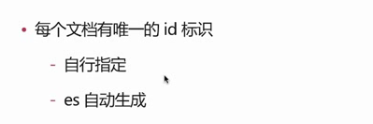 • 每个文档有唯一的 id 标识
- 自行指定
- es 自动生成